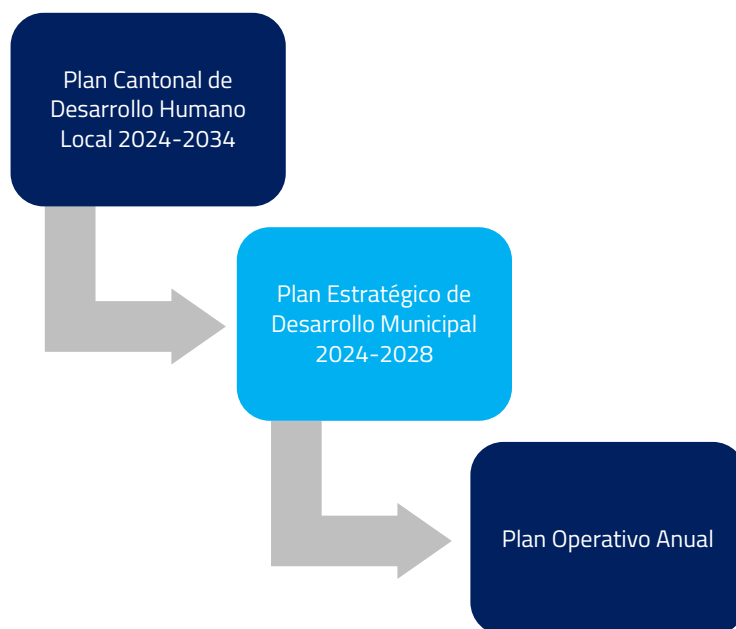 Plan Cantonal de
Desarrollo Humano
Local 2024-2034
Plan Estratégico de
Desarrollo Municipal
2024-2028
Plan Operativo Anual